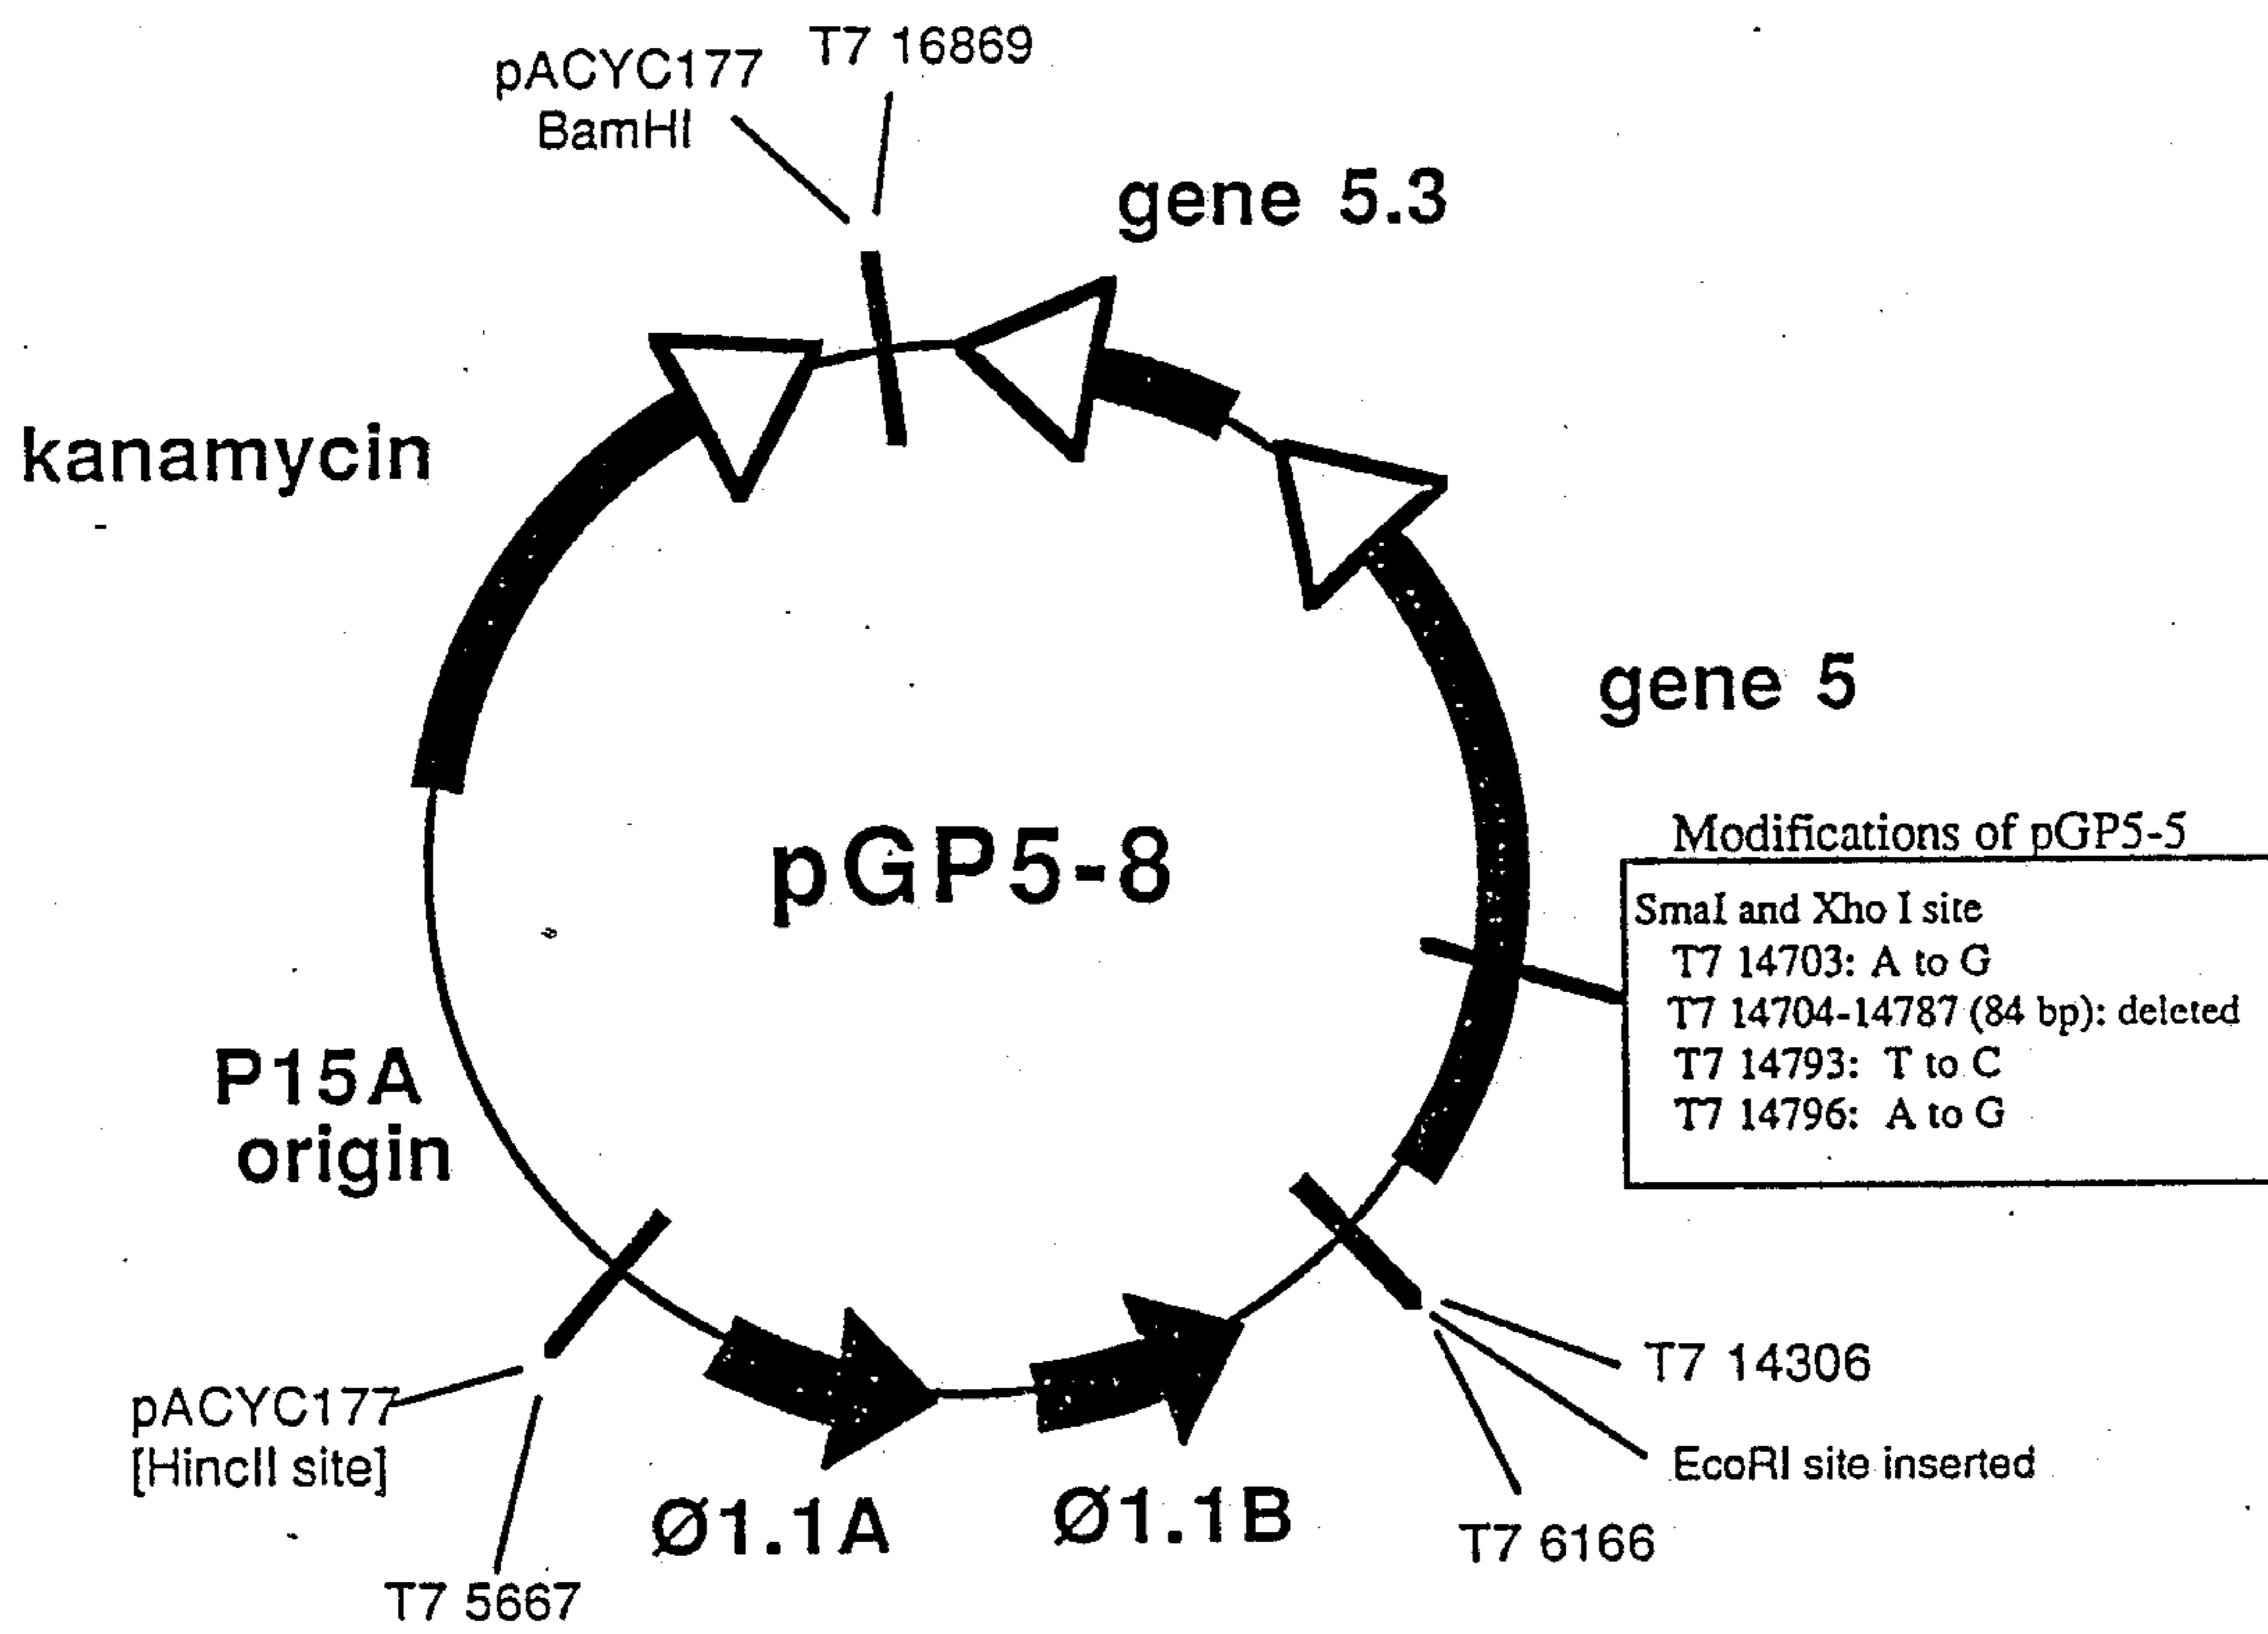 T7 16869
pACYC177
BamHI
gene 5.3
kanamycin
gene 5
pGP5-8
Modifications of pGP5-5
SmaI and Xho I site
T7 14703: A to G
T7 14704-14787 (84 bp): deleted
T7 14793: T to C
T7 14796: A to G
P15A
origin
T7 14306
pACYC177
[HincII site]
EcoRI site inserted
Ø1.1A
Ø1.1B
T7 6166
T7 5667